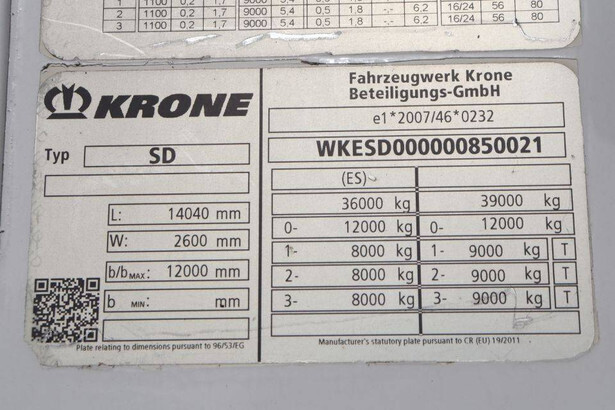 1 1100 0,2 1,7 9000 5,4 0,5 1,8 -,- 6,2 16/24 56 80
2 1100 0,2 1,7 9000 5,4 0,5 1,8 -,- 6,2 16/24 56 80
3 1100 0,2 1,7 9000 5,4 0,5 1,8 -,- 6,2 16/24 56 80
KRONE
Typ SD
L: 14040 mm
W: 2600 mm
b/bMAX: 12000 mm
b MIN: mm
Plate relating to dimensions pursuant to 96/53/EG
Fahrzeugwerk Krone
Beteiligungs-GmbH
e1*2007/46*0232
WKESD000000850021
(ES)
36000 kg 39000 kg
0- 12000 kg 0- 12000 kg
1- 8000 kg 1- 9000 kg T
2- 8000 kg 2- 9000 kg T
3- 8000 kg 3- 9000 kg T
Manufacturer's statutory plate pursuant to CR (EU) 19/2011